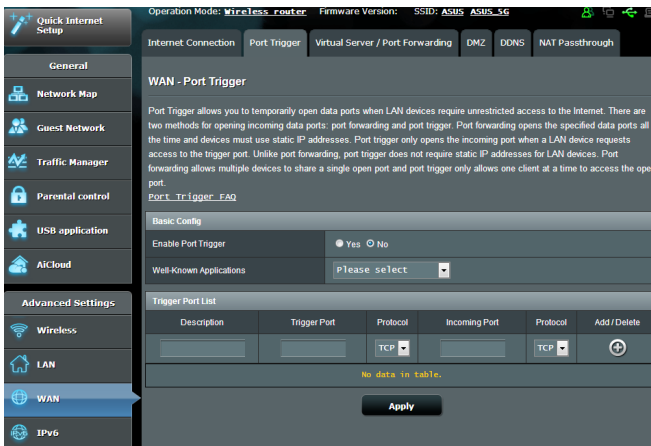 Quick Internet
Setup
General
Network Map
Guest Network
Traffic Manager
Parental control
USB application
AiCloud
Advanced Settings
Wireless
LAN
WAN
IPv6
Operation Mode: Wireless router Firmware Version: SSID: ASUS ASUS_5G
Internet Connection Port Trigger Virtual Server / Port Forwarding DMZ DDNS NAT Passthrough
WAN - Port Trigger
Port Trigger allows you to temporarily open data ports when LAN devices require unrestricted access to the Internet. There are
two methods for opening incoming data ports: port forwarding and port trigger. Port forwarding opens the specified data ports all
the time and devices must use static IP addresses. Port trigger only opens the incoming port when a LAN device requests
access to the trigger port. Unlike port forwarding, port trigger does not require static IP addresses for LAN devices. Port
forwarding allows multiple devices to share a single open port and port trigger only allows one client at a time to access the ope
port.
Port Trigger FAQ
Basic Config
Enable Port Trigger Yes No
Well-Known Applications Please select
Trigger Port List
Description Trigger Port Protocol Incoming Port Protocol Add / Delete
TCP TCP
No data in table.
Apply